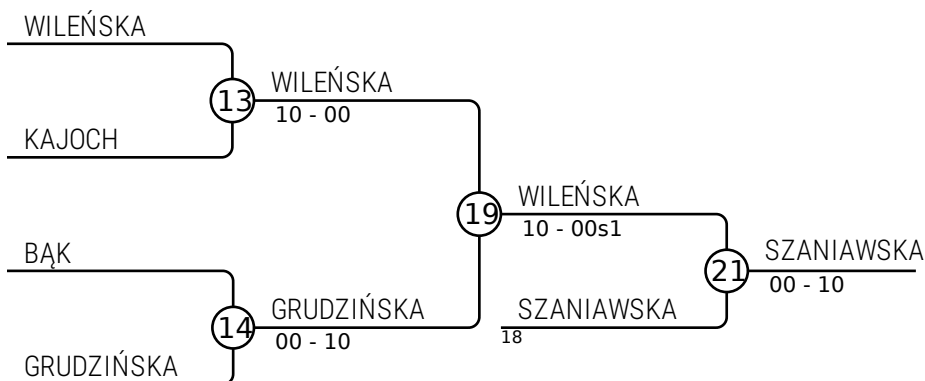 WILEŃSKA
13
WILEŃSKA
10 - 00
KAJOCH
19
WILEŃSKA
10 - 00s1
BĄK
21
SZANIAWSKA
00 - 10
14
GRUDZIŃSKA
00 - 10
SZANIAWSKA
18
GRUDZIŃSKA